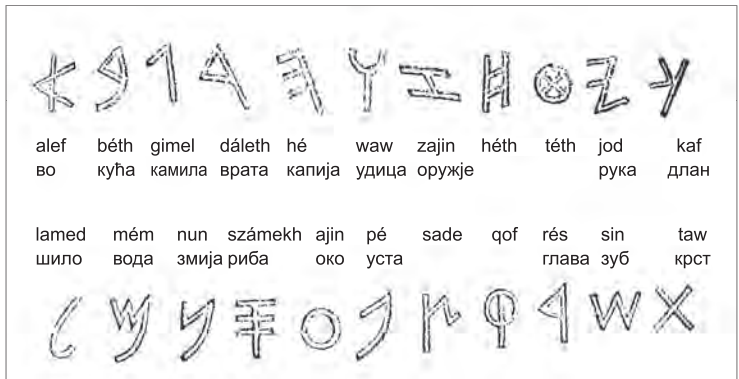 𐤀 𐤁 𐤂 𐤃 𐤄 𐤅 𐤆 𐤇 𐤈 𐤉 𐤊
alef béth gimel dáleth hé waw zajin héth téth jod kaf
во кућа камила врата капија удица оружје рука длан
lamed mém nun számekh ajin pé sade qof rés sin taw
шило вода змија риба око уста глава зуб крст
𐤋 𐤌 𐤍 𐤎 𐤏 𐤐 𐤑 𐤒 𐤓 𐤔 𐤕